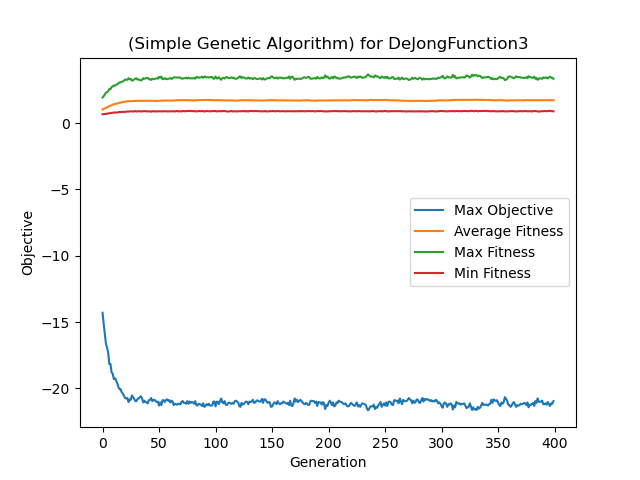 (Simple Genetic Algorithm) for DeJongFunction3
Objective
0
−5
−10
−15
−20
Max Objective
Average Fitness
Max Fitness
Min Fitness
0 50 100 150 200 250 300 350 400
Generation